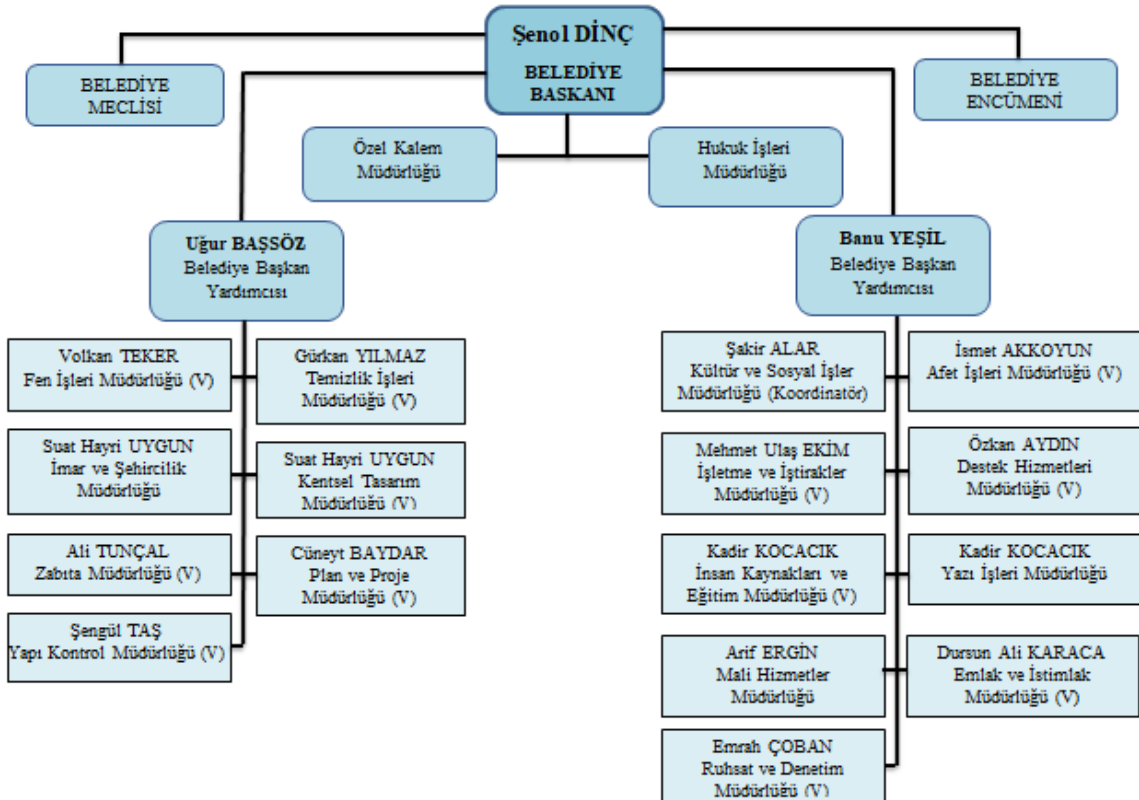 Şenol DİNÇ
BELEDİYE
BASKANI
BELEDİYE
MECLİSİ
BELEDİYE
ENCÜMENİ
Özel Kalem
Müdürlüğü
Hukuk İşleri
Müdürlüğü
Uğur BAŞSÖZ
Belediye Başkan
Yardımcısı
Banu YEŞİL
Belediye Başkan
Yardımcısı
Volkan TEKER
Fen İşleri Müdürlüğü (V)
Gürkan YILMAZ
Temizlik İşleri
Müdürlüğü (V)
Suat Hayri UYGUN
İmar ve Şehircilik
Müdürlüğü
Suat Hayri UYGUN
Kentsel Tasarım
Müdürlüğü (V)
Ali TUNÇAL
Zabıta Müdürlüğü (V)
Cüneyt BAYDAR
Plan ve Proje
Müdürlüğü (V)
Şengül TAŞ
Yapı Kontrol Müdürlüğü (V)
Şakir ALAR
Kültür ve Sosyal İşler
Müdürlüğü (Koordinatör)
İsmet AKKOYUN
Afet İşleri Müdürlüğü (V)
Mehmet Ulaş EKİM
İşletme ve İştirakler
Müdürlüğü (V)
Özkan AYDIN
Destek Hizmetleri
Müdürlüğü (V)
Kadir KOCACIK
İnsan Kaynakları ve
Eğitim Müdürlüğü (V)
Kadir KOCACIK
Yazı İşleri Müdürlüğü
Arif ERGİN
Mali Hizmetler
Müdürlüğü
Dursun Ali KARACA
Emlak ve İstimlak
Müdürlüğü (V)
Emrah ÇOBAN
Ruhsat ve Denetim
Müdürlüğü (V)